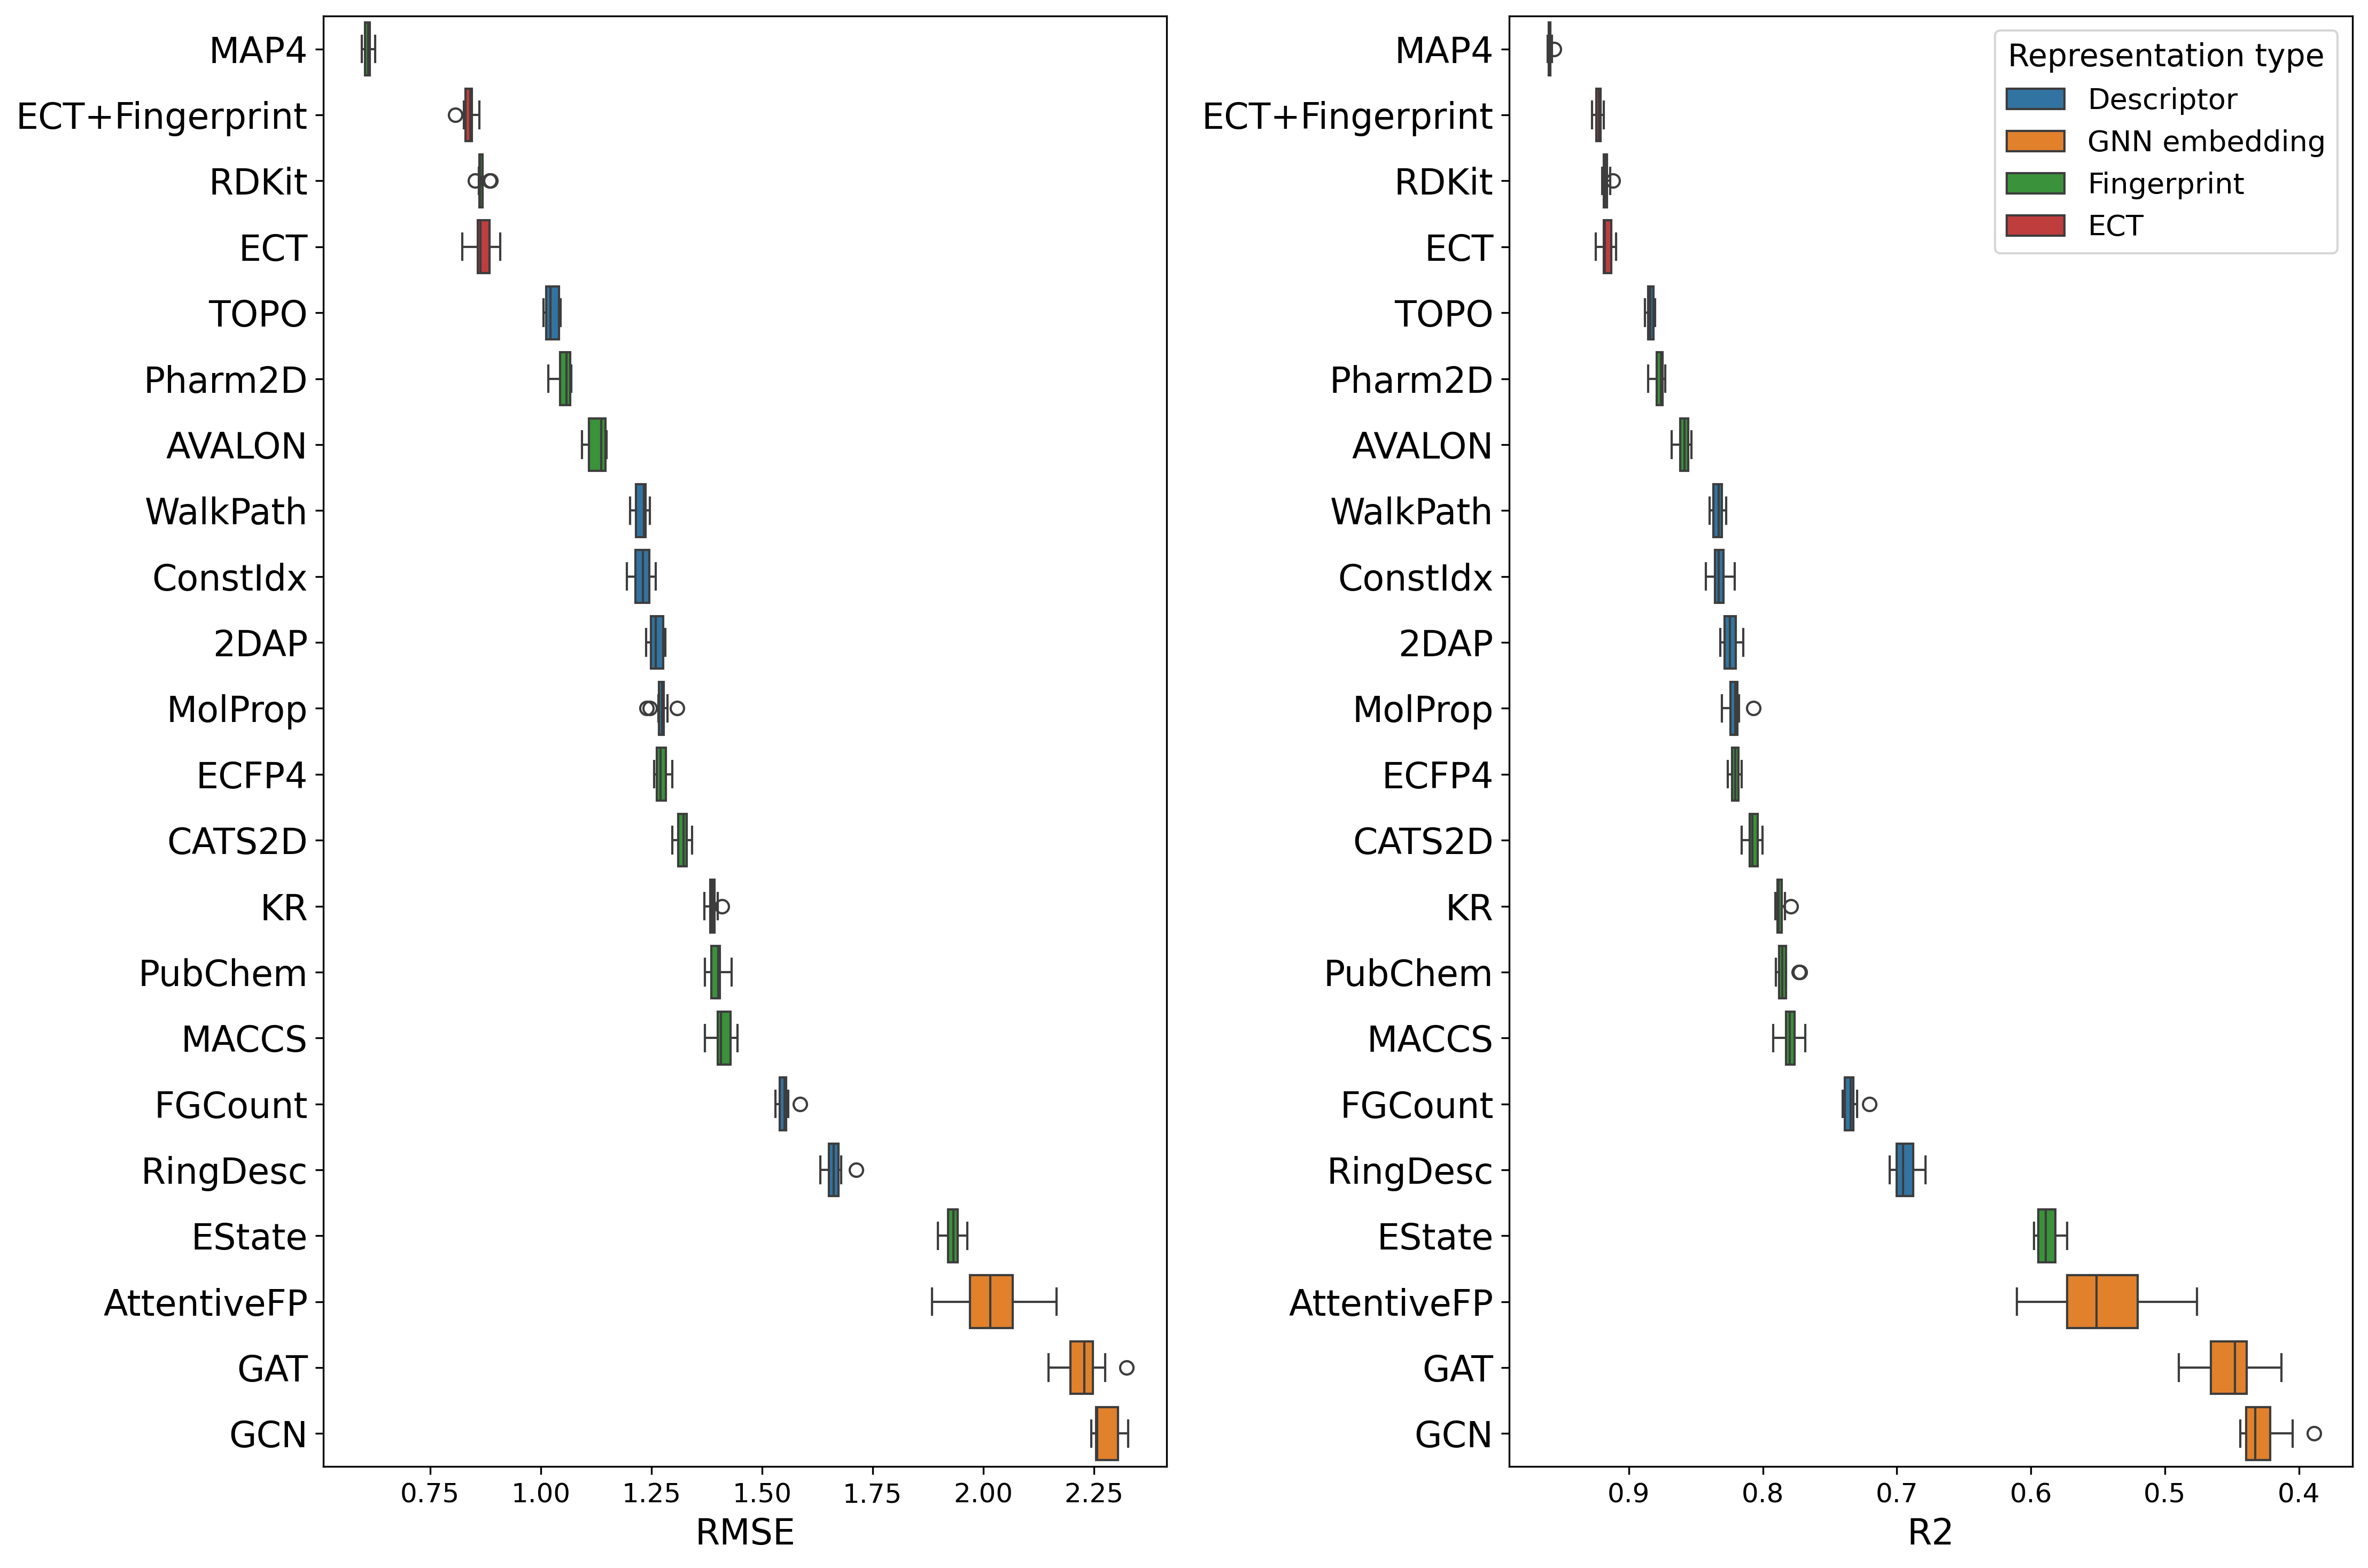 MAP4
ECT+Fingerprint
RDKit
ECT
TOPO
Pharm2D
AVALON
WalkPath
ConstIdx
2DAP
MolProp
ECFP4
CATS2D
KR
PubChem
MACCS
FGCount
RingDesc
EState
AttentiveFP
GAT
GCN
0.75 1.00 1.25 1.50 1.75 2.00 2.25
RMSE
MAP4
ECT+Fingerprint
RDKit
ECT
TOPO
Pharm2D
AVALON
WalkPath
ConstIdx
2DAP
MolProp
ECFP4
CATS2D
KR
PubChem
MACCS
FGCount
RingDesc
EState
AttentiveFP
GAT
GCN
0.9 0.8 0.7 0.6 0.5 0.4
R2
Representation type
Descriptor
GNN embedding
Fingerprint
ECT